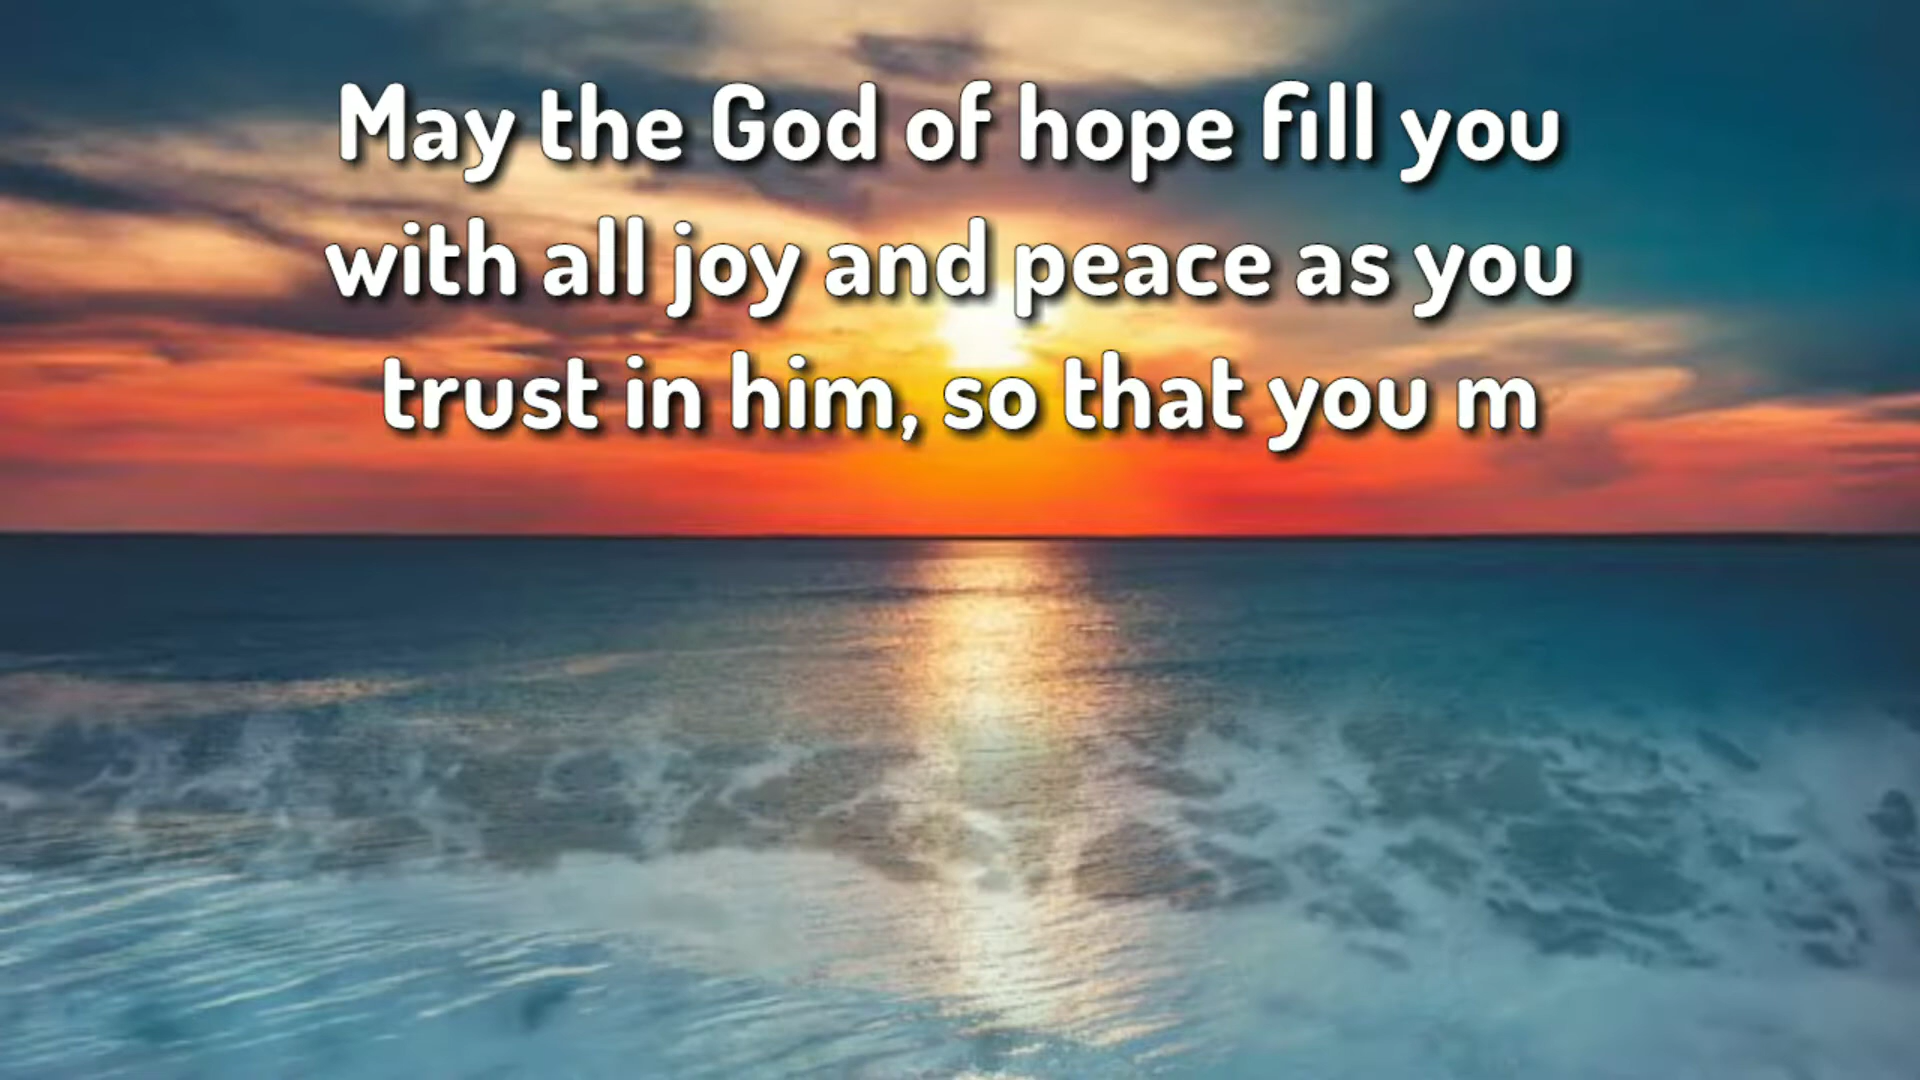 May the God of hope fill you
with all joy and peace as you
trust in him, so that you m